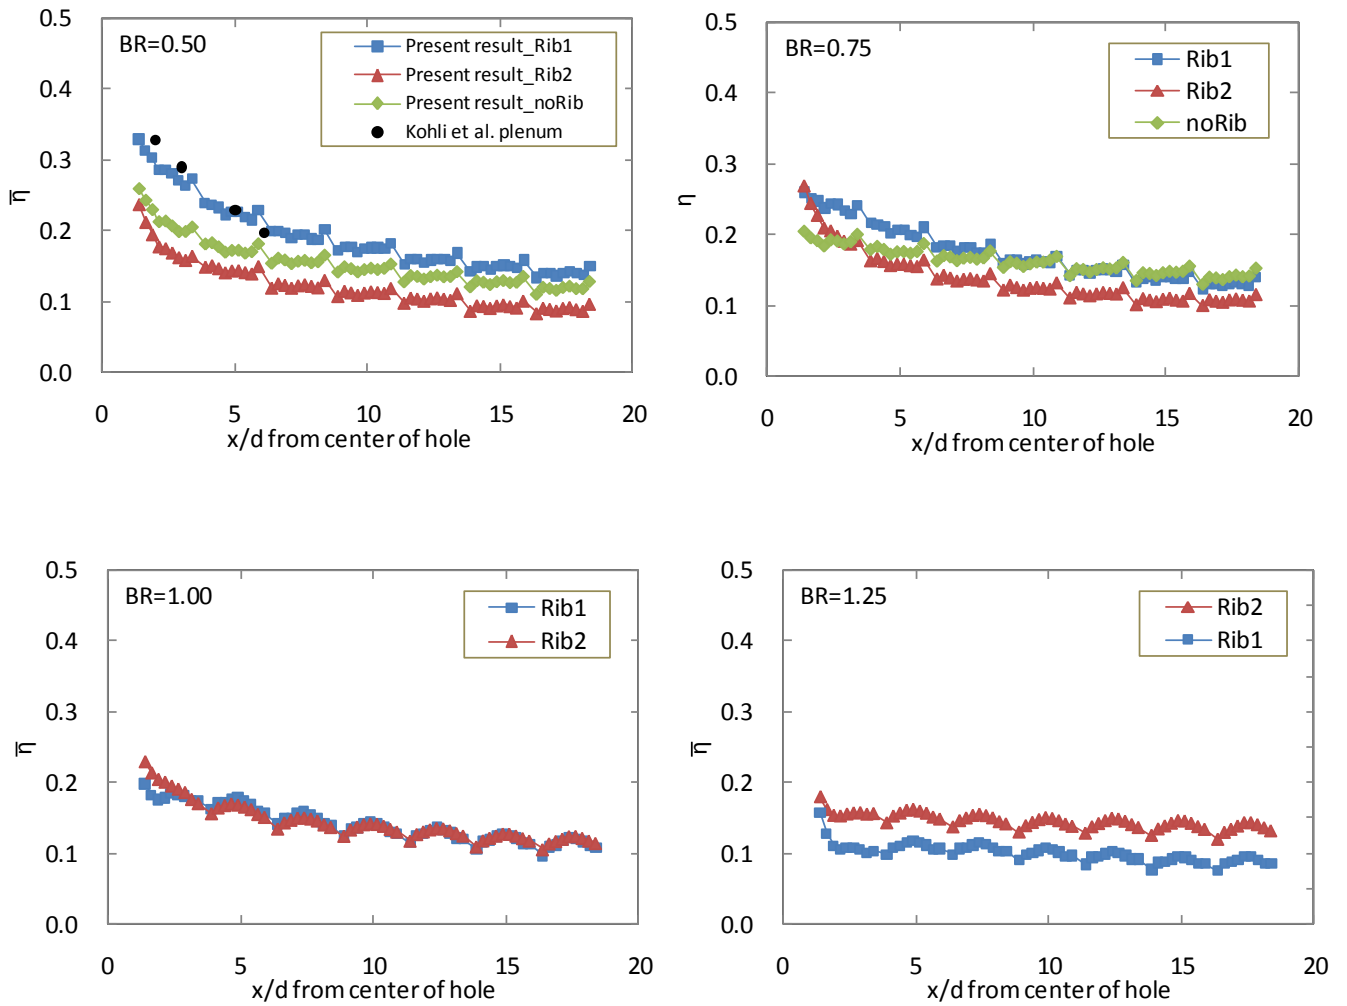 BR=0.50
Present result_Rib1
Present result_Rib2
Present result_noRib
Kohli et al. plenum
0.5
0.4
0.3
0.2
0.1
0.0
η̅
0 5 10 15 20
x/d from center of hole
BR=0.75
Rib1
Rib2
noRib
0.5
0.4
0.3
0.2
0.1
0.0
η
0 5 10 15 20
x/d from center of hole
BR=1.00
Rib1
Rib2
0.5
0.4
0.3
0.2
0.1
0.0
η̅
0 5 10 15 20
x/d from center of hole
BR=1.25
Rib2
Rib1
0.5
0.4
0.3
0.2
0.1
0.0
η̅
0 5 10 15 20
x/d from center of hole